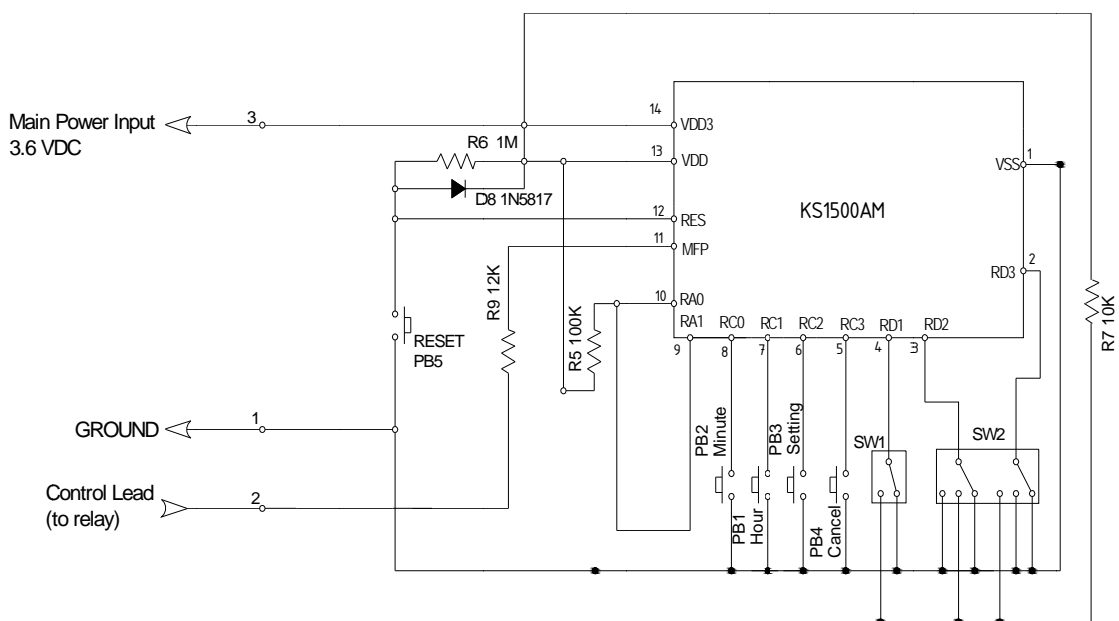 Main Power Input
3.6 VDC
3
14
VDD3
R6 1M
13
VDD
D8 1N5817
12
RES
11
MFP
10
RA0
KS1500AM
1
VSS
2
RD3
R9 12K
R5 100K
R7 10K
RA1
RC0
RC1
RC2
RC3
RD1
RD2
9
8
7
6
5
4
3
RESET
PB5
GROUND
1
Control Lead
(to relay)
2
PB2
Minute
PB3
Setting
PB1
Hour
PB4
Cancel
SW1
SW2